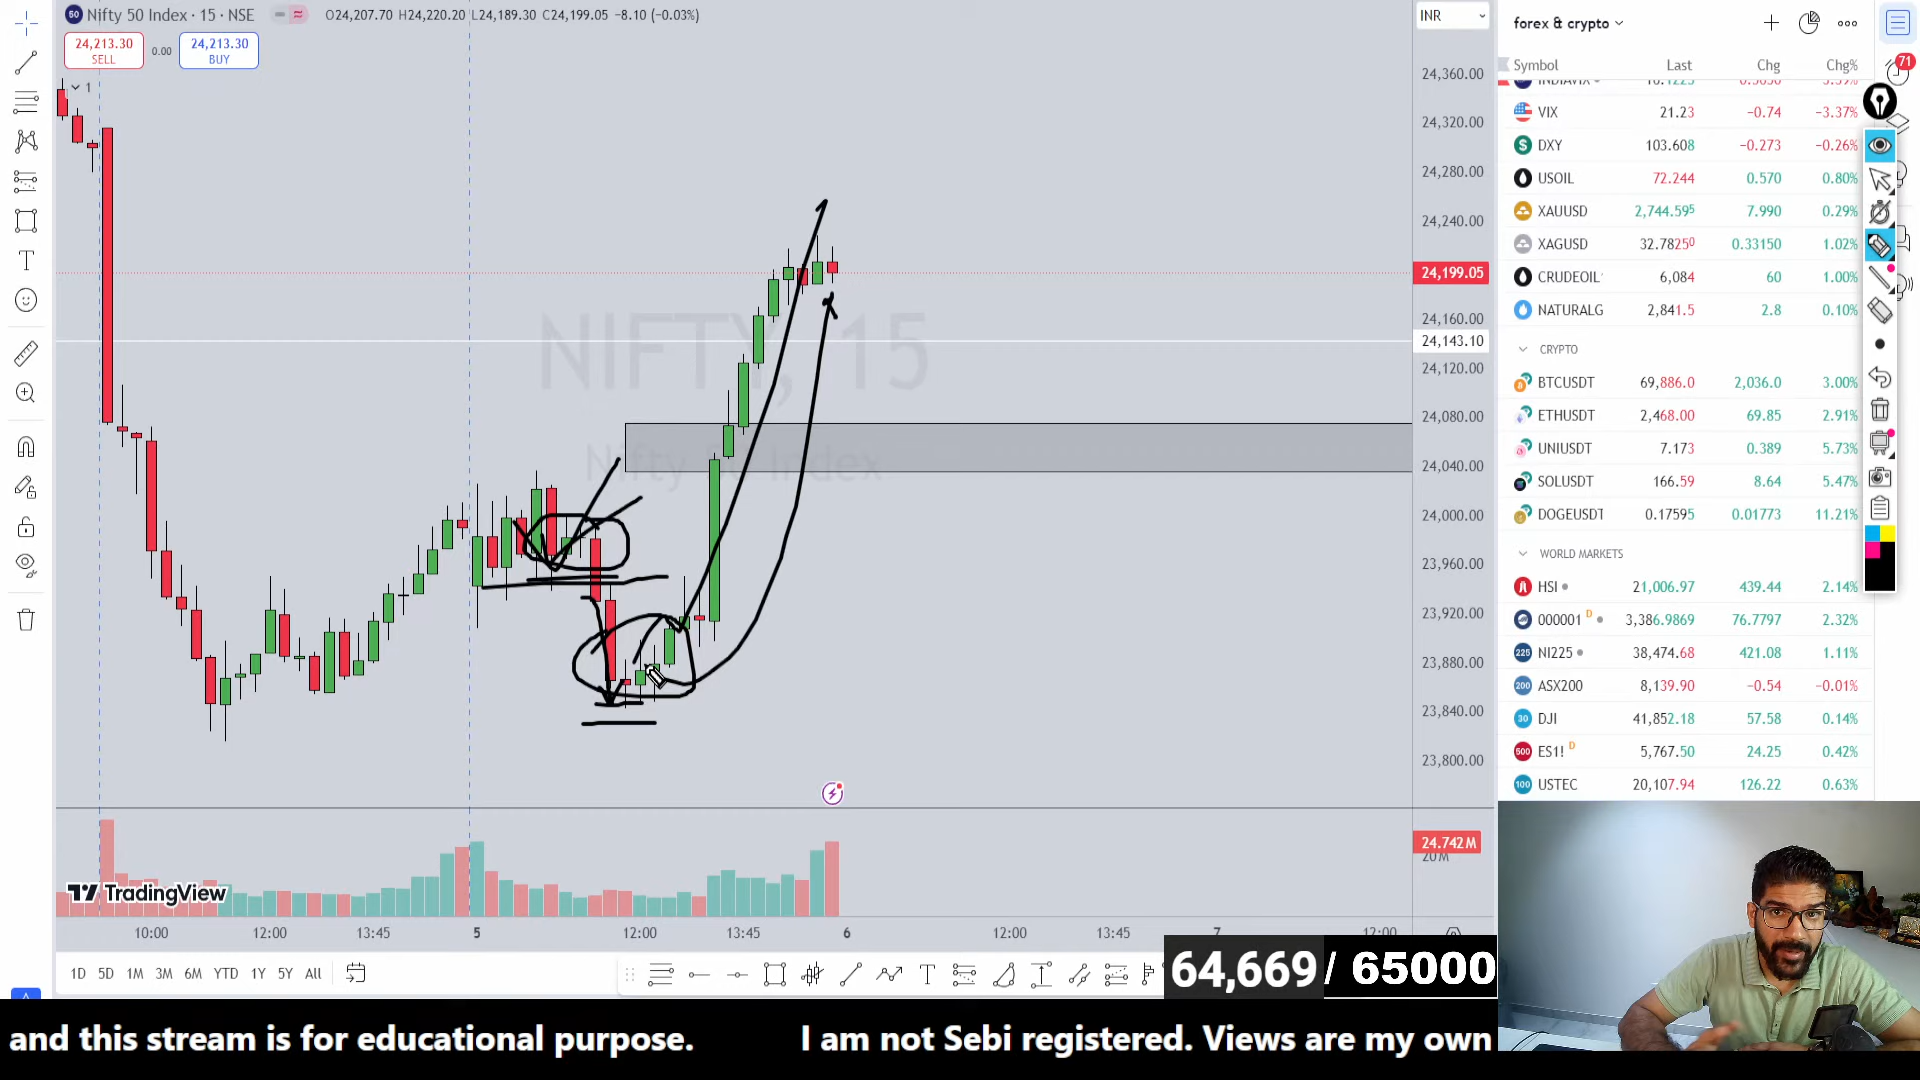 Nifty 50 Index · 15 · NSE
O24,207.70 H24,220.20 L24,189.30 C24,199.05 −8.10 (−0.03%)
24,213.30
SELL
0.00
24,213.30
BUY
1
INR
24,360.00
24,320.00
24,280.00
24,240.00
24,199.05
24,160.00
24,143.10
24,120.00
24,080.00
24,040.00
24,000.00
23,960.00
23,920.00
23,880.00
23,840.00
23,800.00
NIFTY, 15
Nifty 50 Index
24.742M
20M
TradingView
10:00 12:00 13:45 5 12:00 13:45 6 12:00 13:45 7 12:00
1D 5D 1M 3M 6M YTD 1Y 5Y All
forex & crypto
71
Symbol Last Chg Chg%
VIX 21.23 −0.74 −3.37%
DXY 103.608 −0.273 −0.26%
USOIL 72.244 0.570 0.80%
XAUUSD 2,744.595 7.990 0.29%
XAGUSD 32.78250 0.33150 1.02%
CRUDEOIL 6,084 60 1.00%
NATURALG 2,841.5 2.8 0.10%
CRYPTO
BTCUSDT 69,886.0 2,036.0 3.00%
ETHUSDT 2,468.00 69.85 2.91%
UNIUSDT 7.173 0.389 5.73%
SOLUSDT 166.59 8.64 5.47%
DOGEUSDT 0.17595 0.01773 11.21%
WORLD MARKETS
HSI 21,006.97 439.44 2.14%
000001 D 3,386.9869 76.7797 2.32%
NI225 38,474.68 421.08 1.11%
ASX200 8,139.90 −0.54 −0.01%
DJI 41,852.18 57.58 0.14%
ES1! D 5,767.50 24.25 0.42%
USTEC 20,107.94 126.22 0.63%
64,669 / 65000
and this stream is for educational purpose. I am not Sebi registered. Views are my own